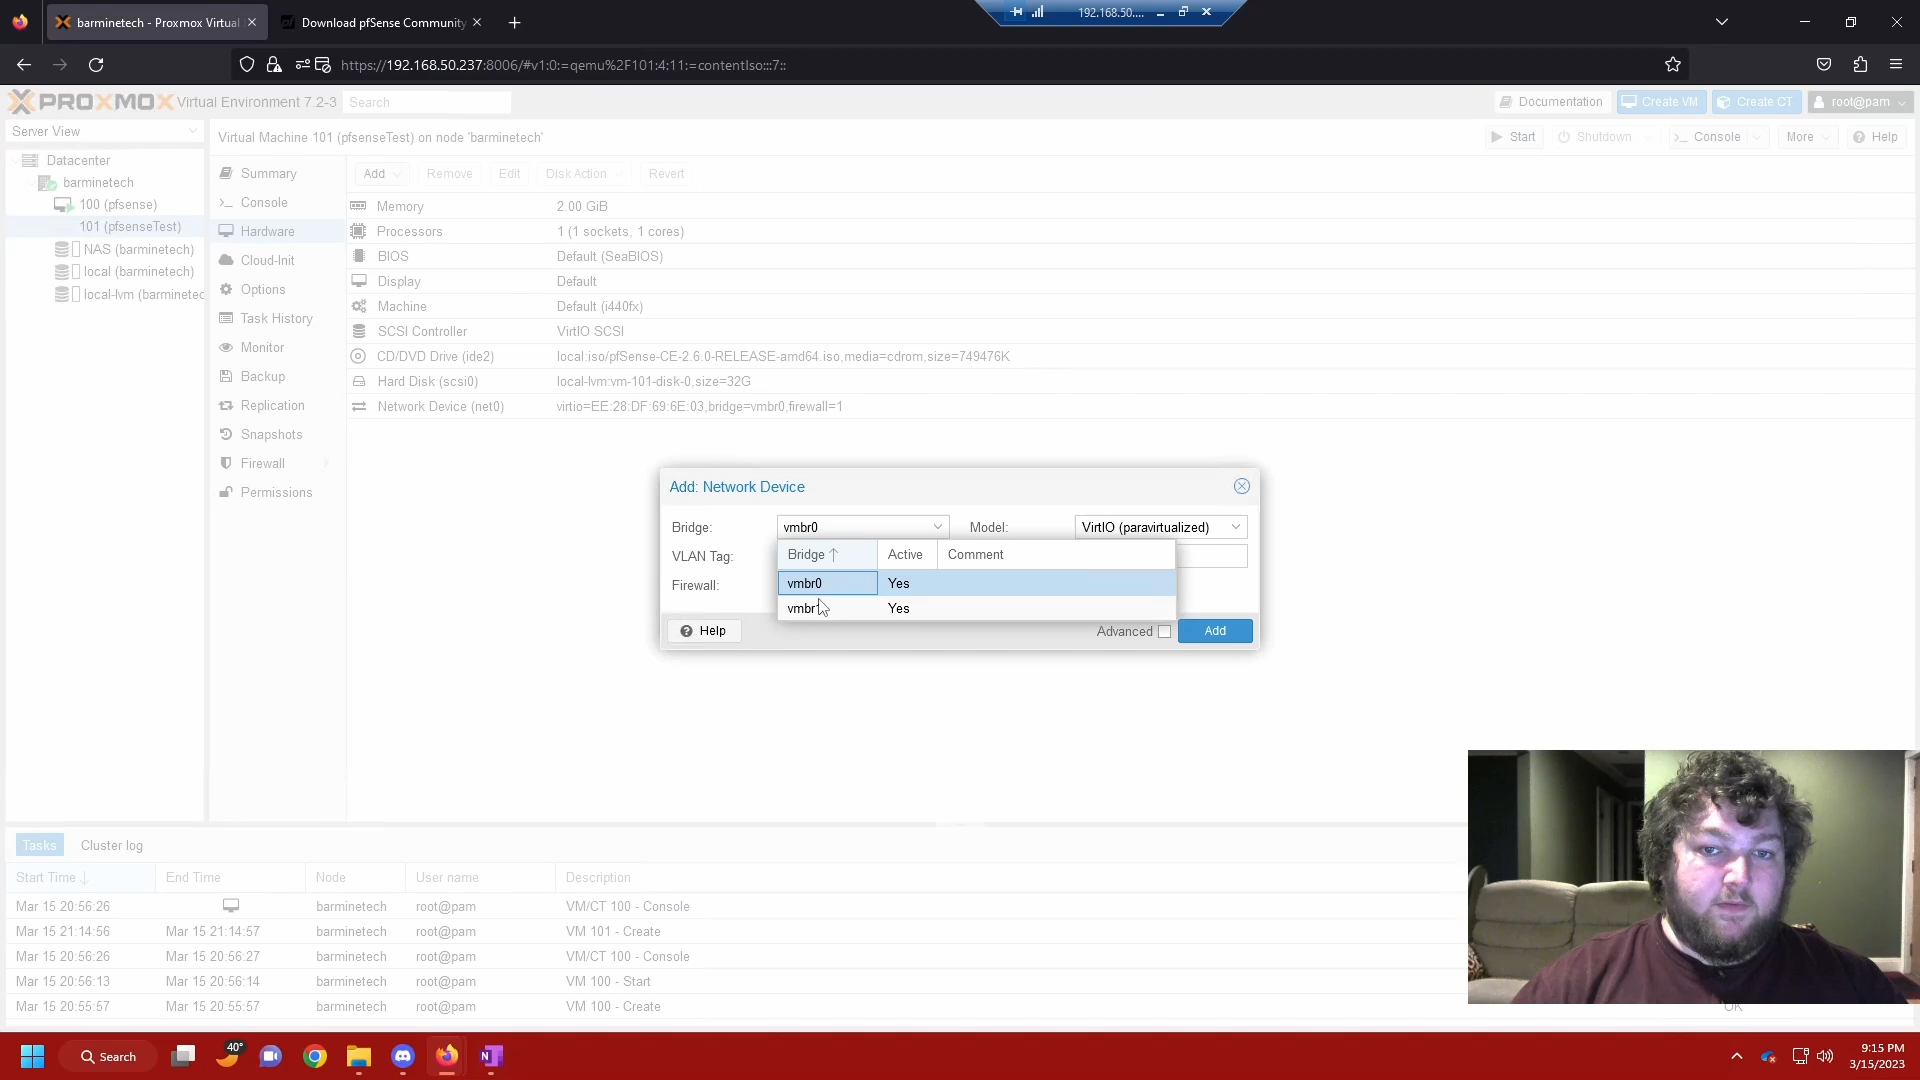 barminetech - Proxmox Virtual
Download pfSense Community
192.168.50....
https://192.168.50.237:8006/#v1:0:=qemu%2F101:4:11:=contentIso:::7::
PROXMOX Virtual Environment 7.2-3 Search
Documentation Create VM Create CT root@pam
Server View
Virtual Machine 101 (pfsenseTest) on node 'barminetech'
Start Shutdown Console More Help
Datacenter
barminetech
100 (pfsense)
101 (pfsenseTest)
NAS (barminetech)
local (barminetech)
local-lvm (barminetec
Summary
Console
Hardware
Cloud-Init
Options
Task History
Monitor
Backup
Replication
Snapshots
Firewall
Permissions
Add Remove Edit Disk Action Revert
Memory 2.00 GiB
Processors 1 (1 sockets, 1 cores)
BIOS Default (SeaBIOS)
Display Default
Machine Default (i440fx)
SCSI Controller VirtIO SCSI
CD/DVD Drive (ide2) local:iso/pfSense-CE-2.6.0-RELEASE-amd64.iso,media=cdrom,size=749476K
Hard Disk (scsi0) local-lvm:vm-101-disk-0,size=32G
Network Device (net0) virtio=EE:28:DF:69:6E:03,bridge=vmbr0,firewall=1
Add: Network Device
Bridge: vmbr0 Model: VirtIO (paravirtualized)
VLAN Tag:
Firewall:
Bridge Active Comment
vmbr0 Yes
Yes
Help Advanced Add
Tasks Cluster log
Start Time End Time Node User name Description
Mar 15 20:56:26 barminetech root@pam VM/CT 100 - Console
Mar 15 21:14:56 Mar 15 21:14:57 barminetech root@pam VM 101 - Create
Mar 15 20:56:26 Mar 15 20:56:27 barminetech root@pam VM/CT 100 - Console
Mar 15 20:56:13 Mar 15 20:56:14 barminetech root@pam VM 100 - Start
Mar 15 20:55:57 Mar 15 20:55:57 barminetech root@pam VM 100 - Create
OK
Search
40°
9:15 PM
3/15/2023